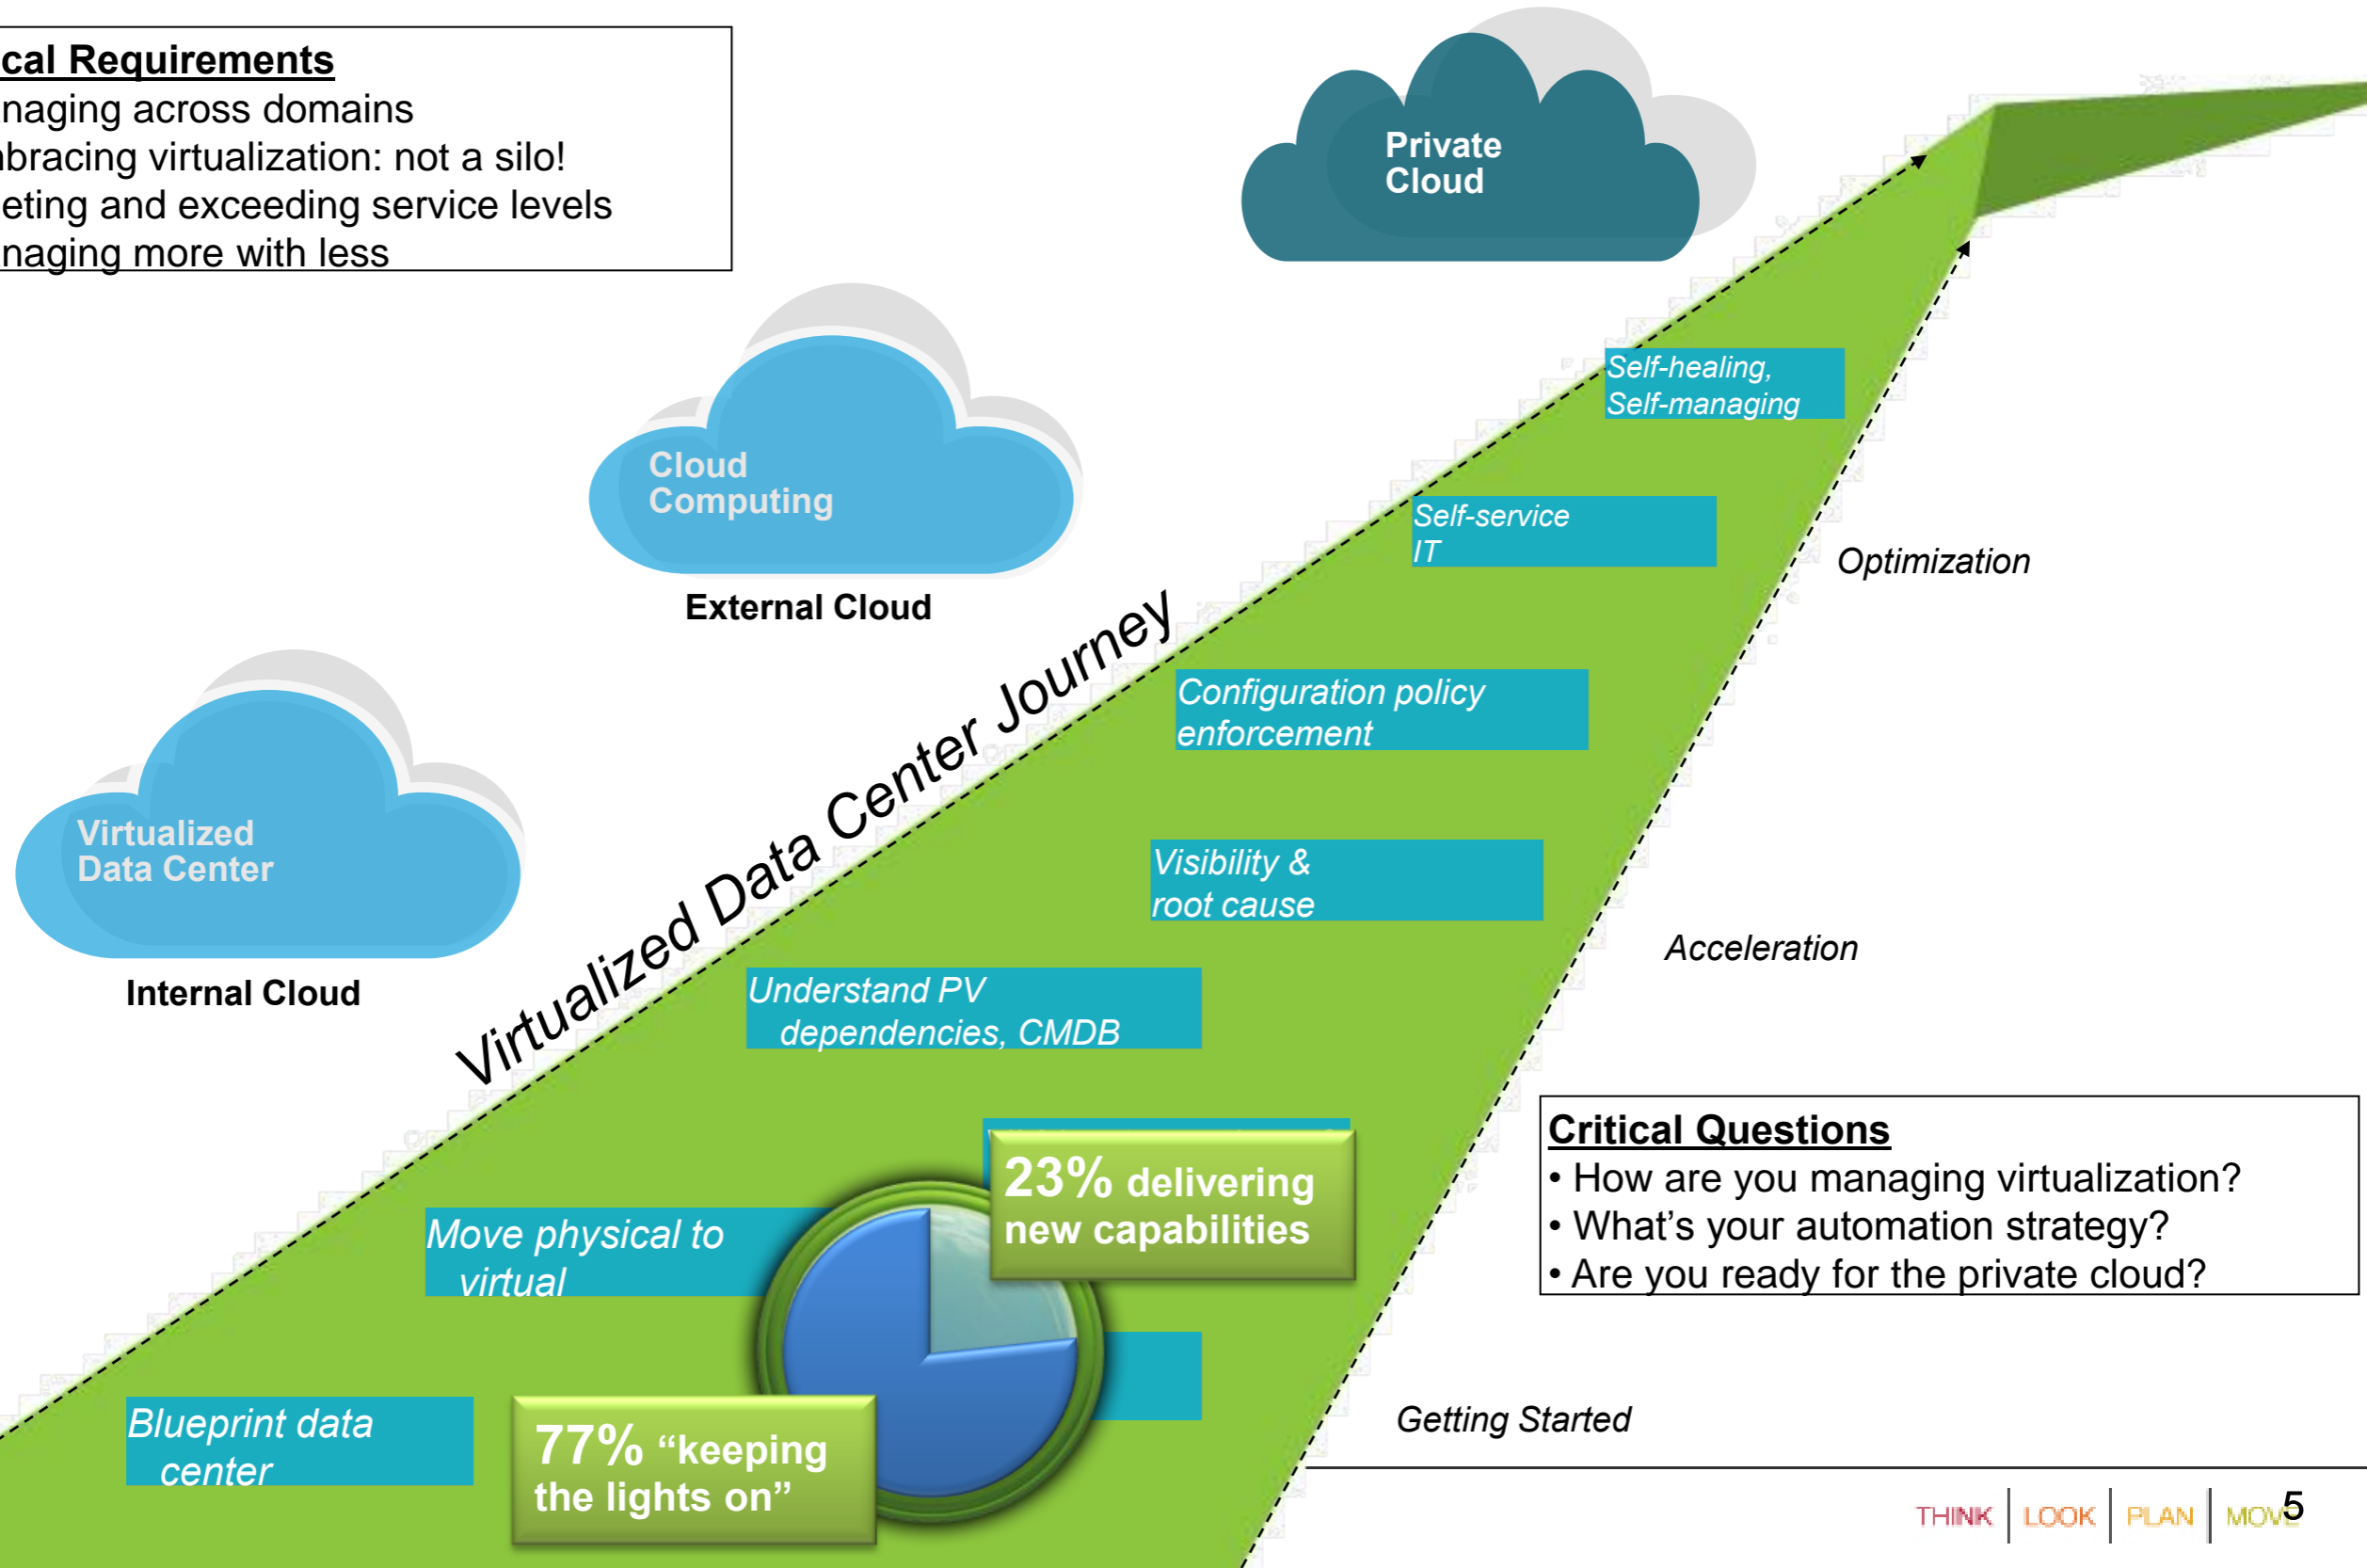 cal Requirements
naging across domains
bracing virtualization: not a silo!
eting and exceeding service levels
naging more with less
Private
Cloud
Cloud
Computing
External Cloud
Virtualized
Data Center
Internal Cloud
Virtualized Data Center Journey
Self-healing,
Self-managing
Self-service
IT
Optimization
Configuration policy
enforcement
Visibility &
root cause
Acceleration
Understand PV
dependencies, CMDB
Critical Questions
• How are you managing virtualization?
• What's your automation strategy?
• Are you ready for the private cloud?
23% delivering
new capabilities
Move physical to
virtual
Blueprint data
center
77% “keeping
the lights on”
Getting Started
THINK | LOOK | PLAN | MOVE
5